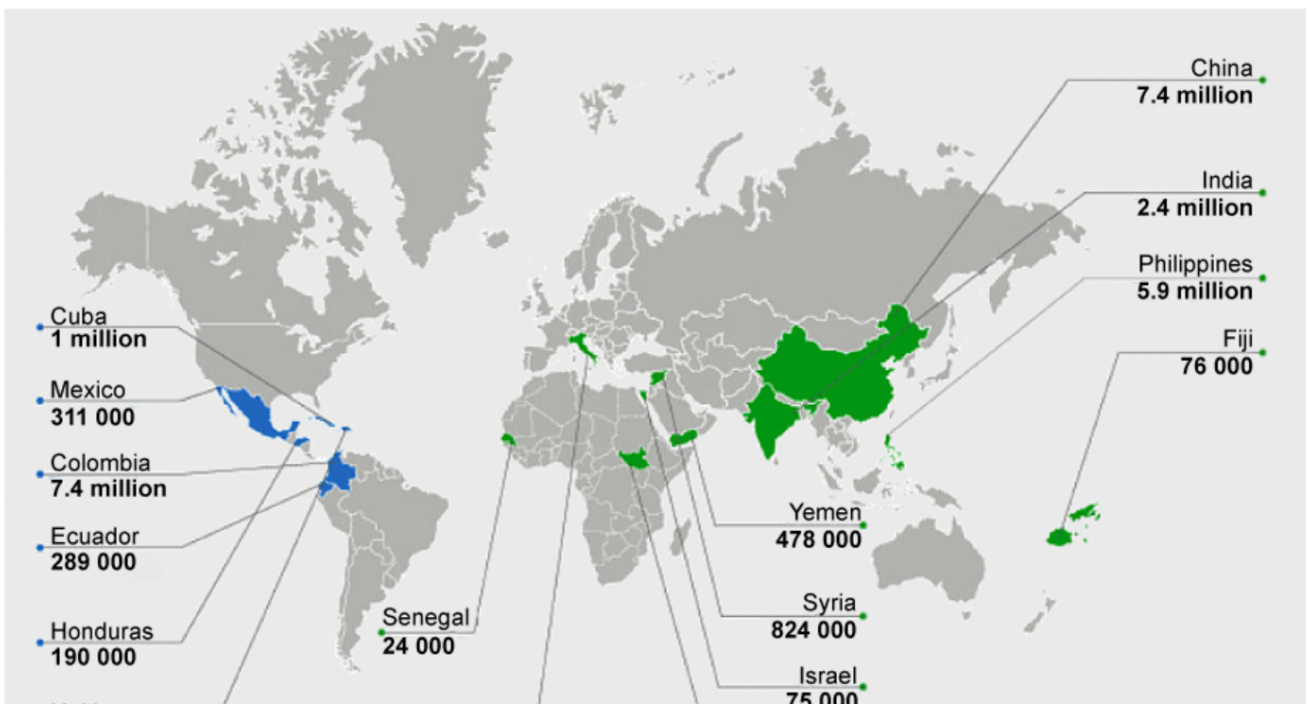 China
7.4 million
India
2.4 million
Philippines
5.9 million
Fiji
76 000
Cuba
1 million
Mexico
311 000
Colombia
7.4 million
Ecuador
289 000
Honduras
190 000
Senegal
24 000
Yemen
478 000
Syria
824 000
Israel
75 000